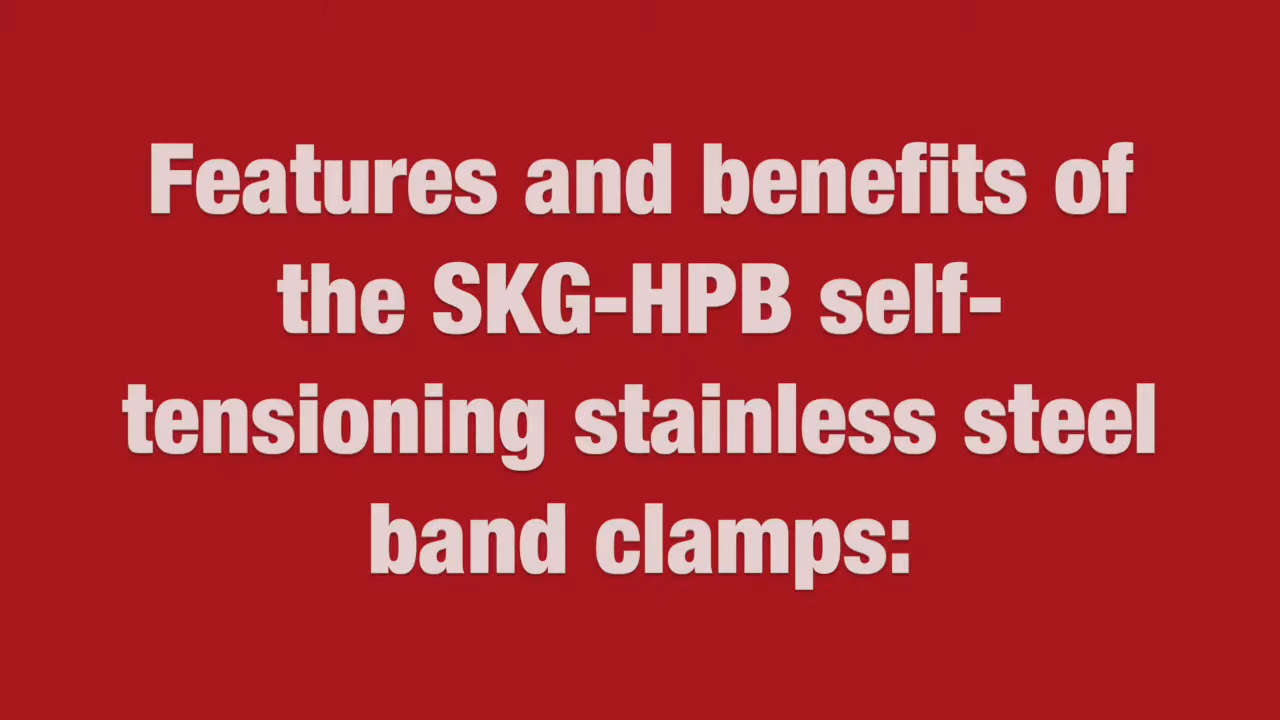 Features and benefits of
the SKG-HPB self-
tensioning stainless steel
band clamps: